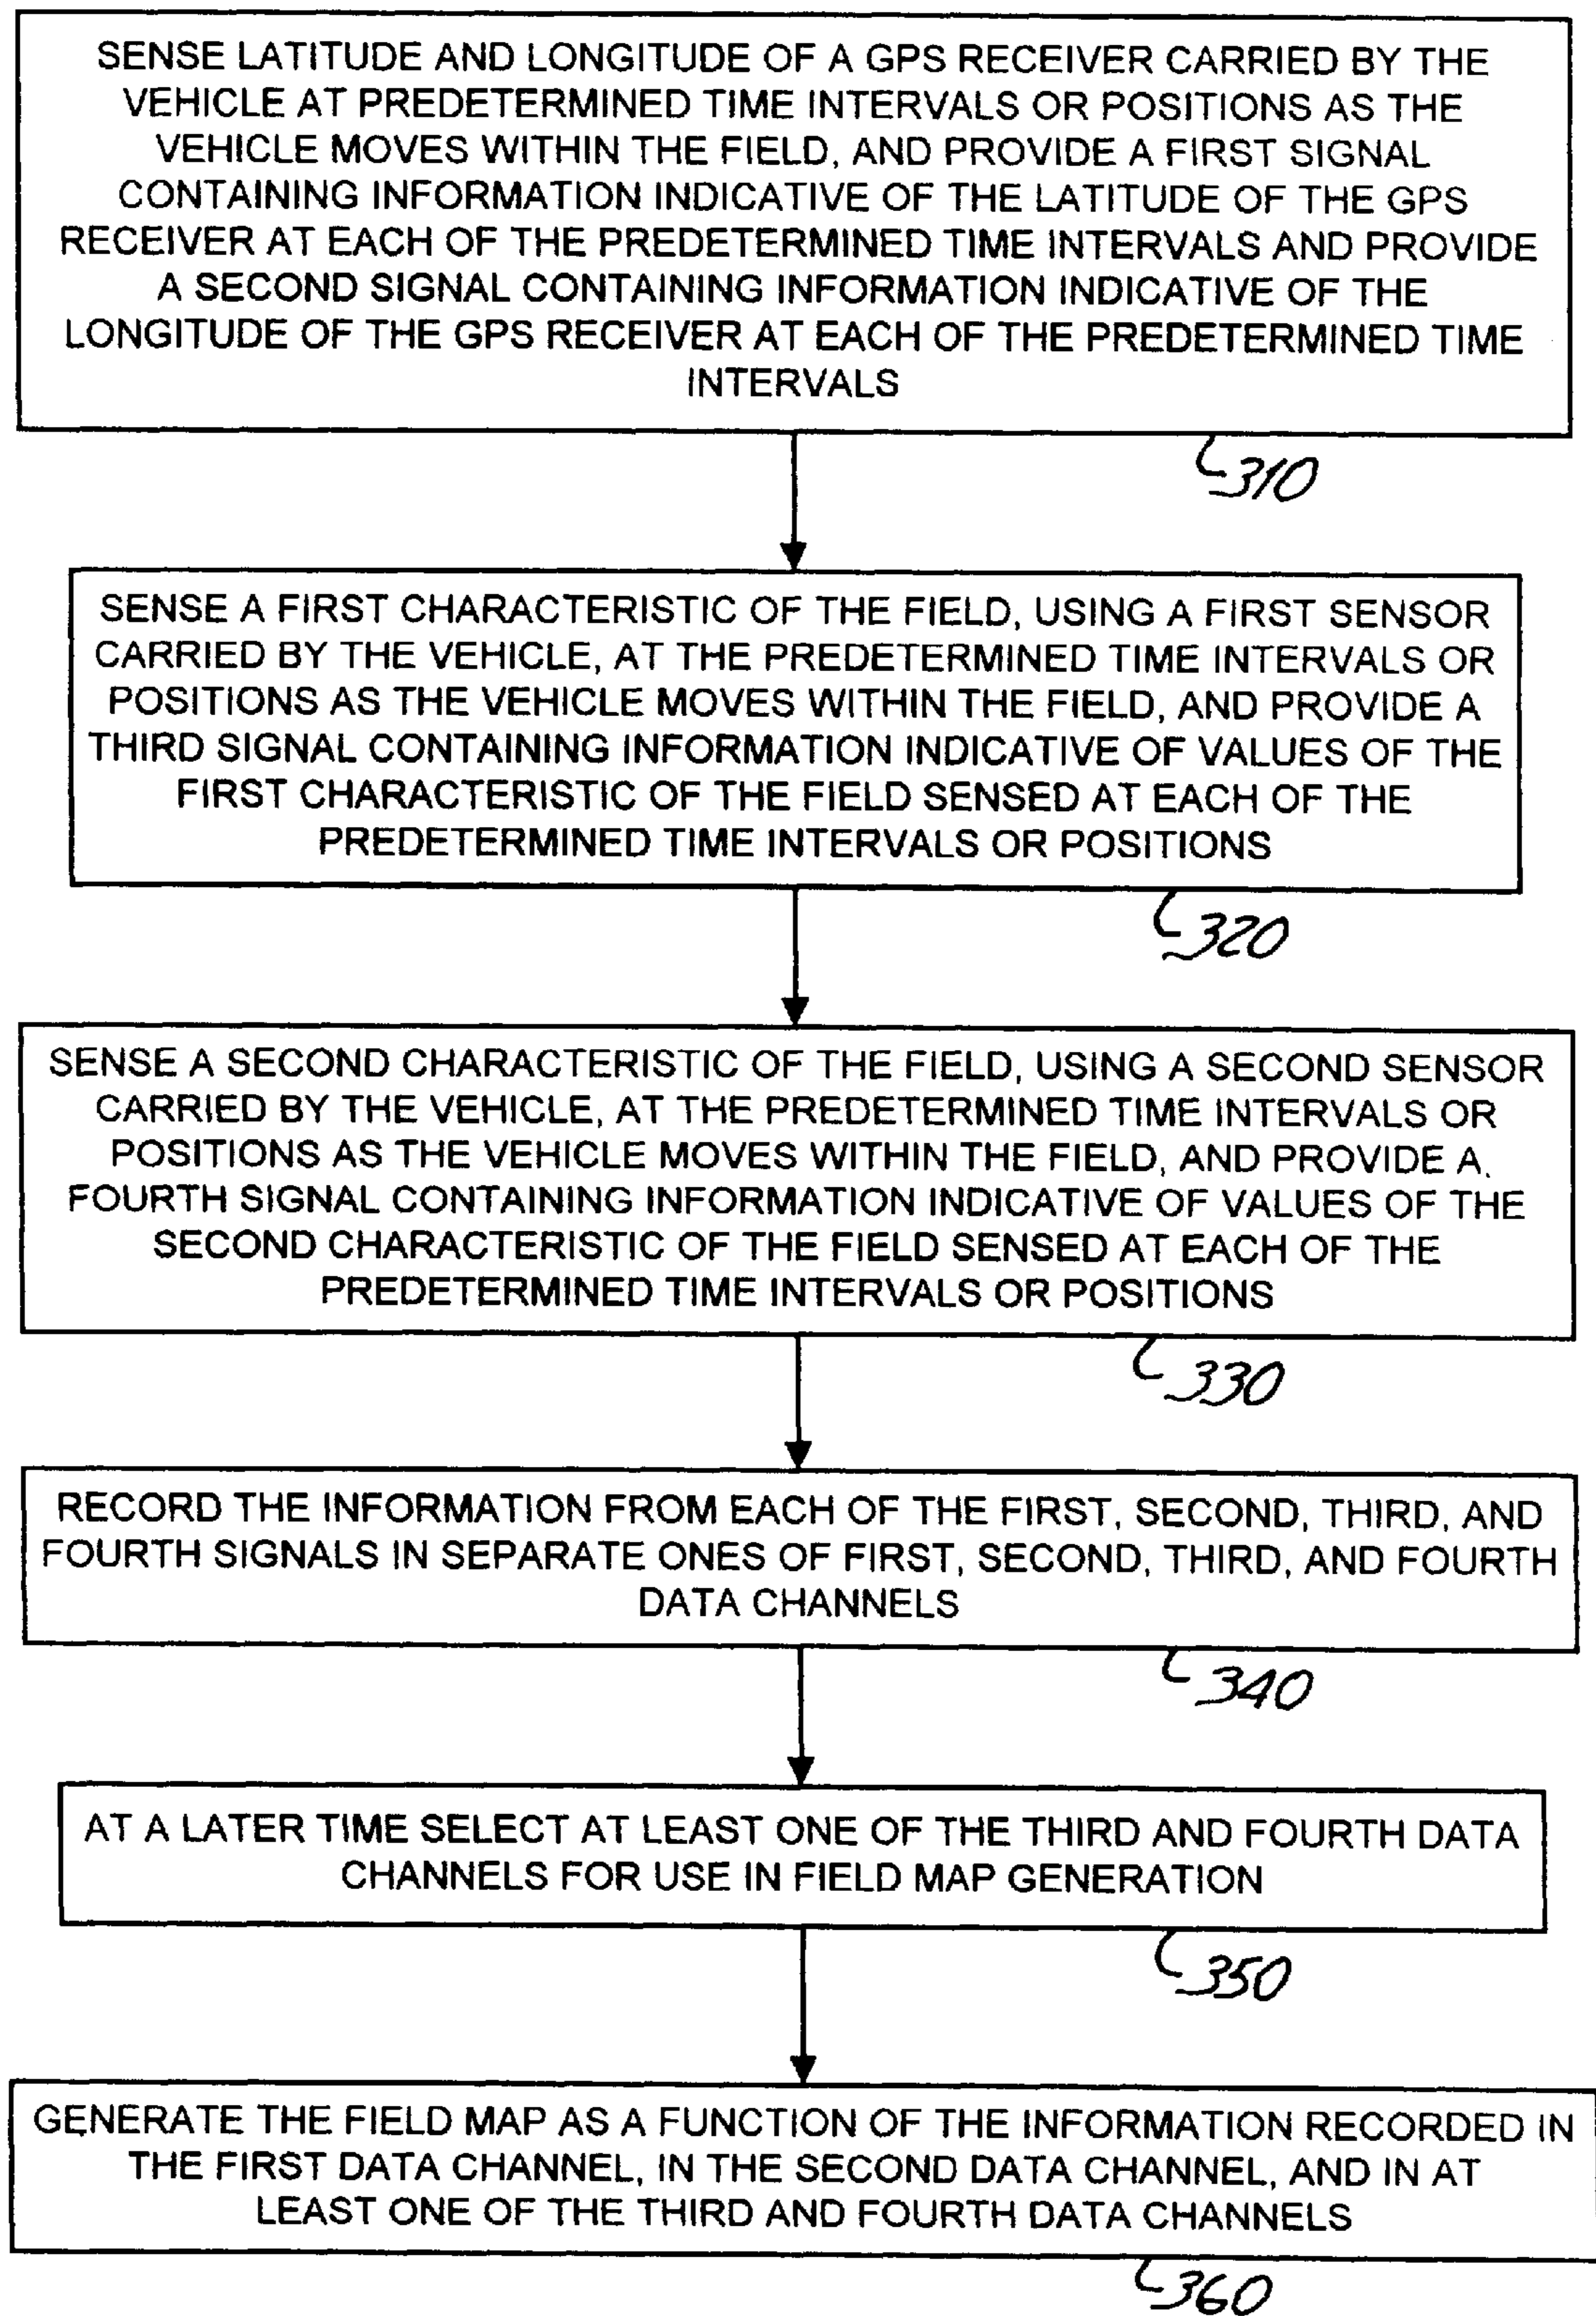 SENSE LATITUDE AND LONGITUDE OF A GPS RECEIVER CARRIED BY THE
VEHICLE AT PREDETERMINED TIME INTERVALS OR POSITIONS AS THE
VEHICLE MOVES WITHIN THE FIELD, AND PROVIDE A FIRST SIGNAL
CONTAINING INFORMATION INDICATIVE OF THE LATITUDE OF THE GPS
RECEIVER AT EACH OF THE PREDETERMINED TIME INTERVALS AND PROVIDE
A SECOND SIGNAL CONTAINING INFORMATION INDICATIVE OF THE
LONGITUDE OF THE GPS RECEIVER AT EACH OF THE PREDETERMINED TIME
INTERVALS
310
SENSE A FIRST CHARACTERISTIC OF THE FIELD, USING A FIRST SENSOR
CARRIED BY THE VEHICLE, AT THE PREDETERMINED TIME INTERVALS OR
POSITIONS AS THE VEHICLE MOVES WITHIN THE FIELD, AND PROVIDE A
THIRD SIGNAL CONTAINING INFORMATION INDICATIVE OF VALUES OF THE
FIRST CHARACTERISTIC OF THE FIELD SENSED AT EACH OF THE
PREDETERMINED TIME INTERVALS OR POSITIONS
320
SENSE A SECOND CHARACTERISTIC OF THE FIELD, USING A SECOND SENSOR
CARRIED BY THE VEHICLE, AT THE PREDETERMINED TIME INTERVALS OR
POSITIONS AS THE VEHICLE MOVES WITHIN THE FIELD, AND PROVIDE A
FOURTH SIGNAL CONTAINING INFORMATION INDICATIVE OF VALUES OF THE
SECOND CHARACTERISTIC OF THE FIELD SENSED AT EACH OF THE
PREDETERMINED TIME INTERVALS OR POSITIONS
330
RECORD THE INFORMATION FROM EACH OF THE FIRST, SECOND, THIRD, AND
FOURTH SIGNALS IN SEPARATE ONES OF FIRST, SECOND, THIRD, AND FOURTH
DATA CHANNELS
340
AT A LATER TIME SELECT AT LEAST ONE OF THE THIRD AND FOURTH DATA
CHANNELS FOR USE IN FIELD MAP GENERATION
350
GENERATE THE FIELD MAP AS A FUNCTION OF THE INFORMATION RECORDED IN
THE FIRST DATA CHANNEL, IN THE SECOND DATA CHANNEL, AND IN AT
LEAST ONE OF THE THIRD AND FOURTH DATA CHANNELS
360